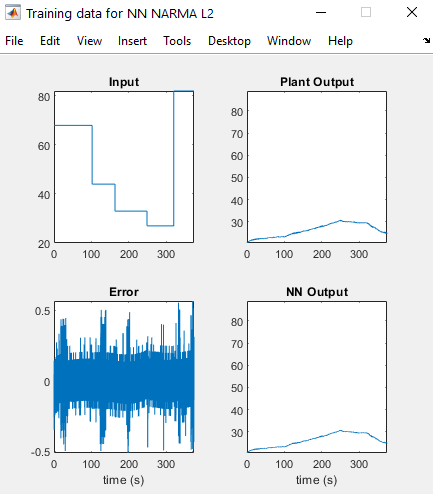 Training data for NN NARMA L2
File Edit View Insert Tools Desktop Window Help
Input
80
60
40
20
0 100 200 300
Plant Output
80
70
60
50
40
30
0 100 200 300
Error
0.5
0
-0.5
0 100 200 300
time (s)
NN Output
80
70
60
50
40
30
0 100 200 300
time (s)